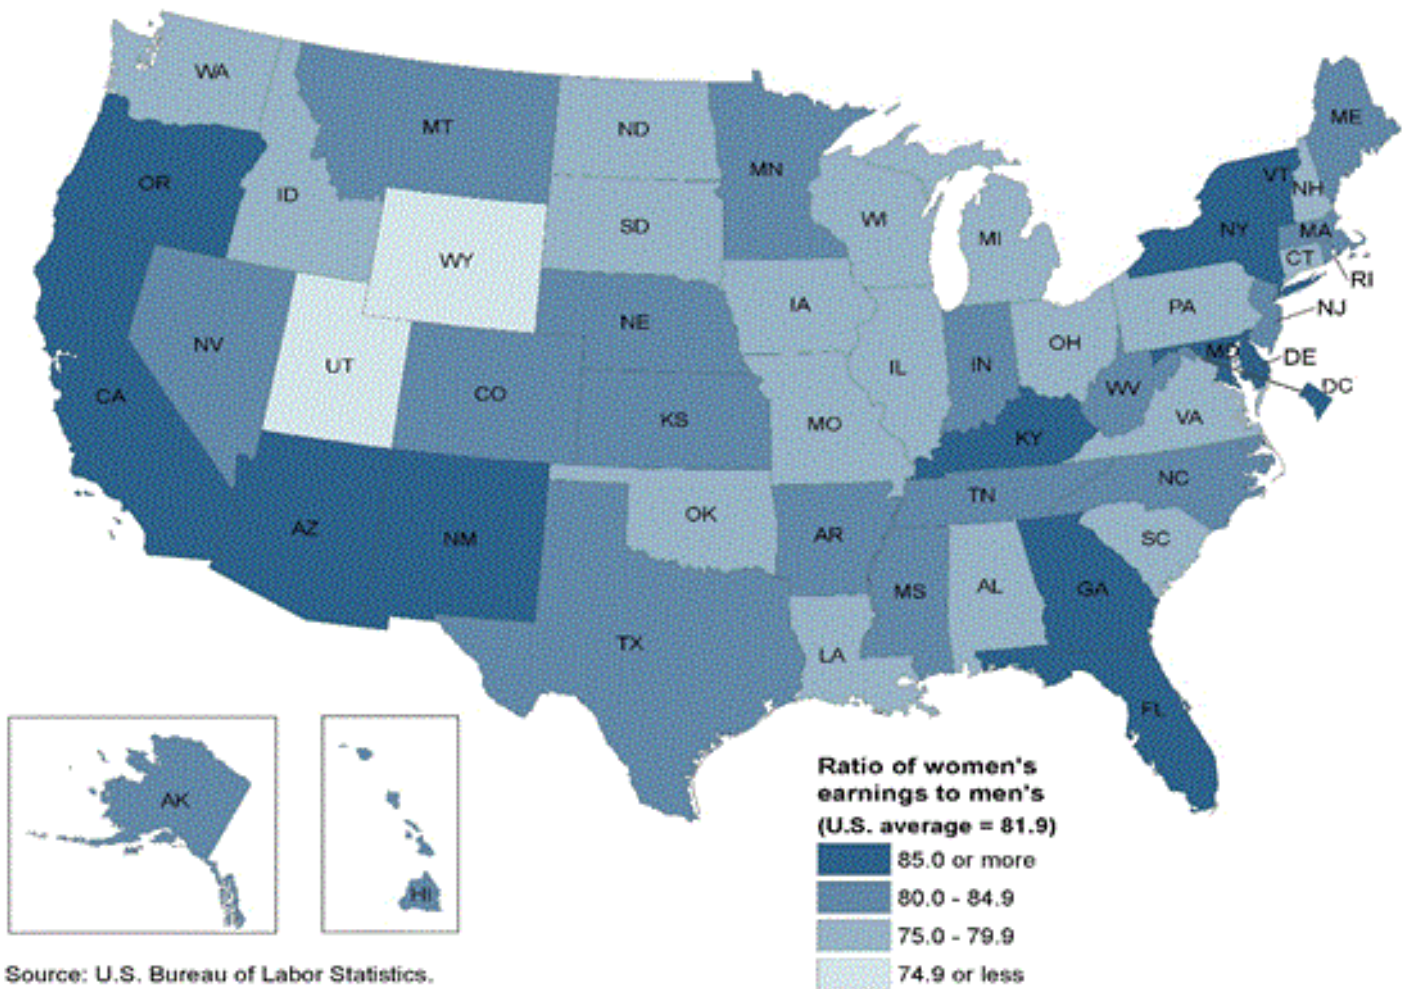 WA
MT
ND
MN
ME
OR
ID
SD
WI
MI
VT
NH
NY
MA
CT
RI
WY
NE
IA
PA
NJ
NV
UT
CO
KS
MO
IL
IN
OH
MD
DE
DC
CA
WV
VA
KY
AZ
NM
OK
AR
TN
NC
SC
MS
AL
GA
TX
LA
FL
AK
HI
Ratio of women's
earnings to men's
(U.S. average = 81.9)
85.0 or more
80.0 - 84.9
75.0 - 79.9
74.9 or less
Source: U.S. Bureau of Labor Statistics.